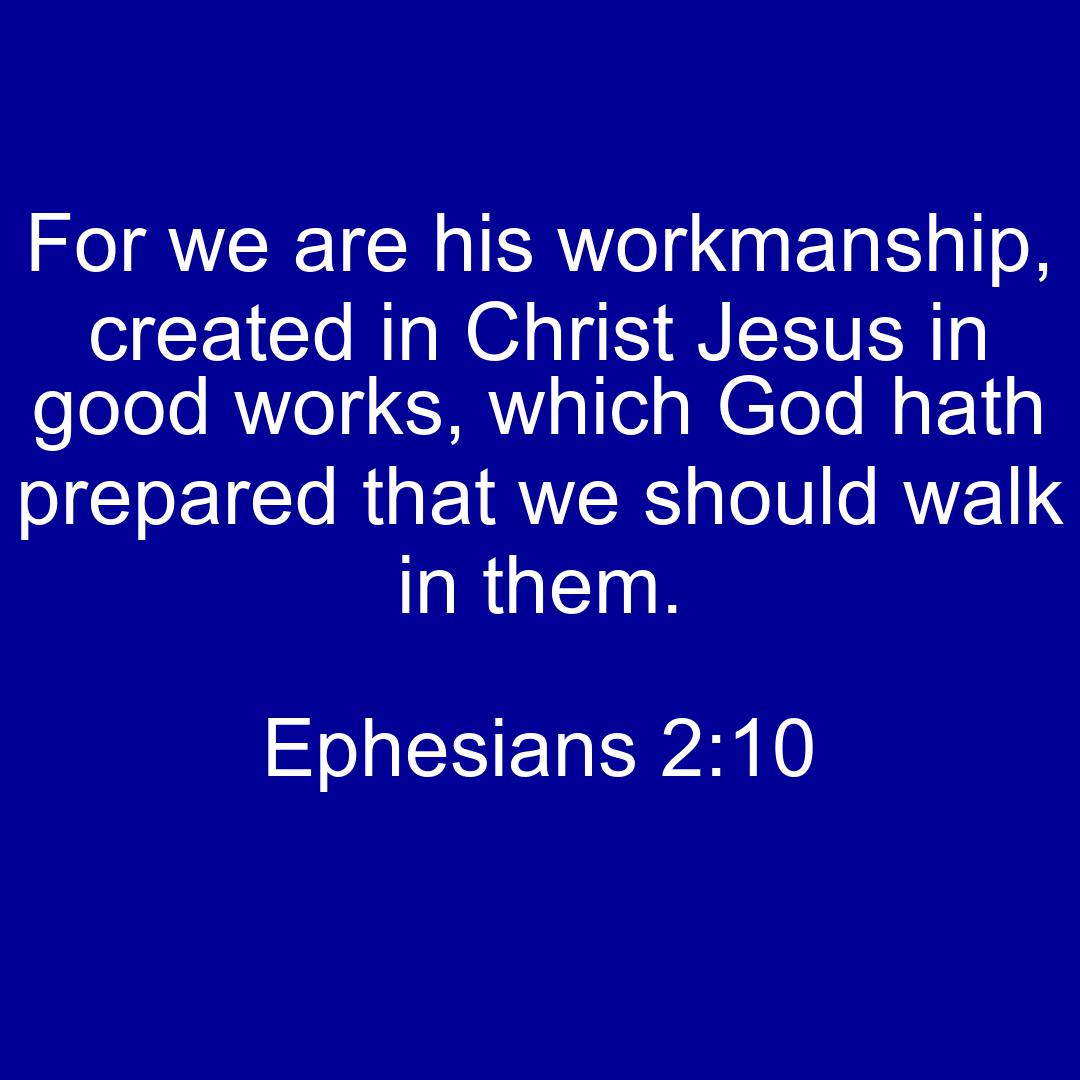 For we are his workmanship,
created in Christ Jesus in
good works, which God hath
prepared that we should walk
in them.
Ephesians 2:10